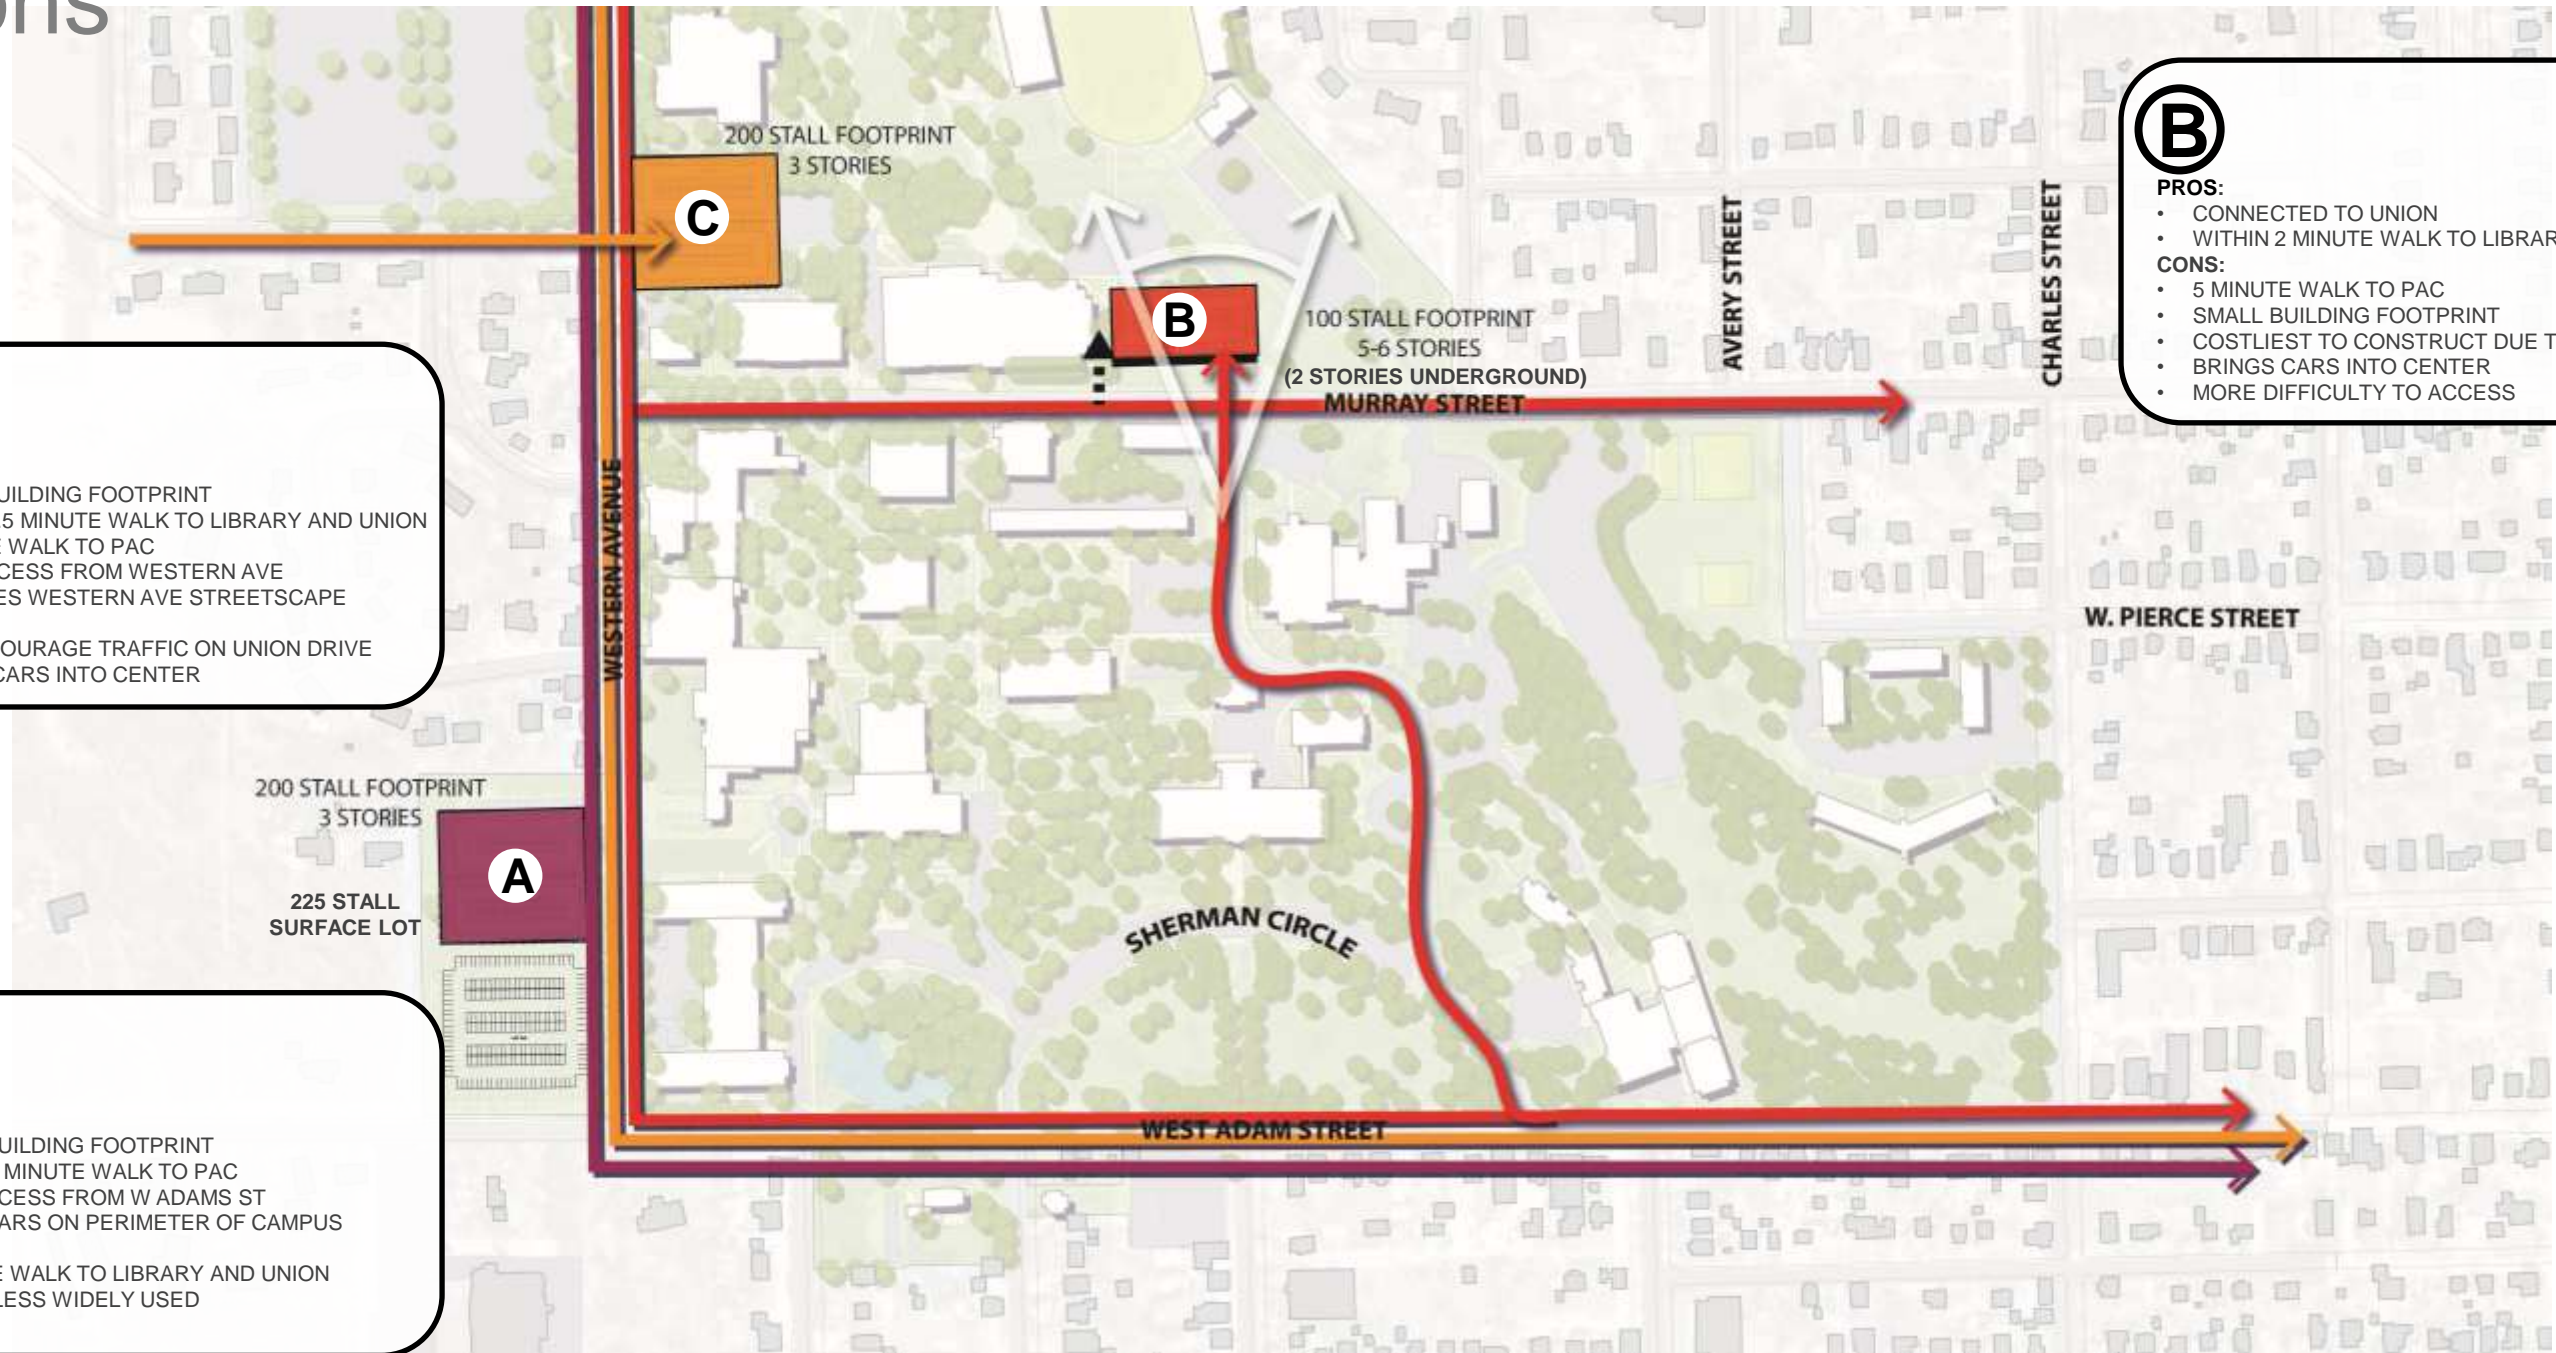 ons
200 STALL FOOTPRINT
3 STORIES
C
B
100 STALL FOOTPRINT
5-6 STORIES
(2 STORIES UNDERGROUND)
MURRAY STREET
AVERY STREET
CHARLES STREET
B
PROS:
• CONNECTED TO UNION
• WITHIN 2 MINUTE WALK TO LIBRAR
CONS:
• 5 MINUTE WALK TO PAC
• SMALL BUILDING FOOTPRINT
• COSTLIEST TO CONSTRUCT DUE T
• BRINGS CARS INTO CENTER
• MORE DIFFICULTY TO ACCESS
UILDING FOOTPRINT
5 MINUTE WALK TO LIBRARY AND UNION
E WALK TO PAC
CESS FROM WESTERN AVE
ES WESTERN AVE STREETSCAPE
OURAGE TRAFFIC ON UNION DRIVE
CARS INTO CENTER
WESTERN AVENUE
W. PIERCE STREET
200 STALL FOOTPRINT
3 STORIES
A
225 STALL
SURFACE LOT
SHERMAN CIRCLE
WEST ADAM STREET
UILDING FOOTPRINT
MINUTE WALK TO PAC
CESS FROM W ADAMS ST
ARS ON PERIMETER OF CAMPUS
E WALK TO LIBRARY AND UNION
LESS WIDELY USED